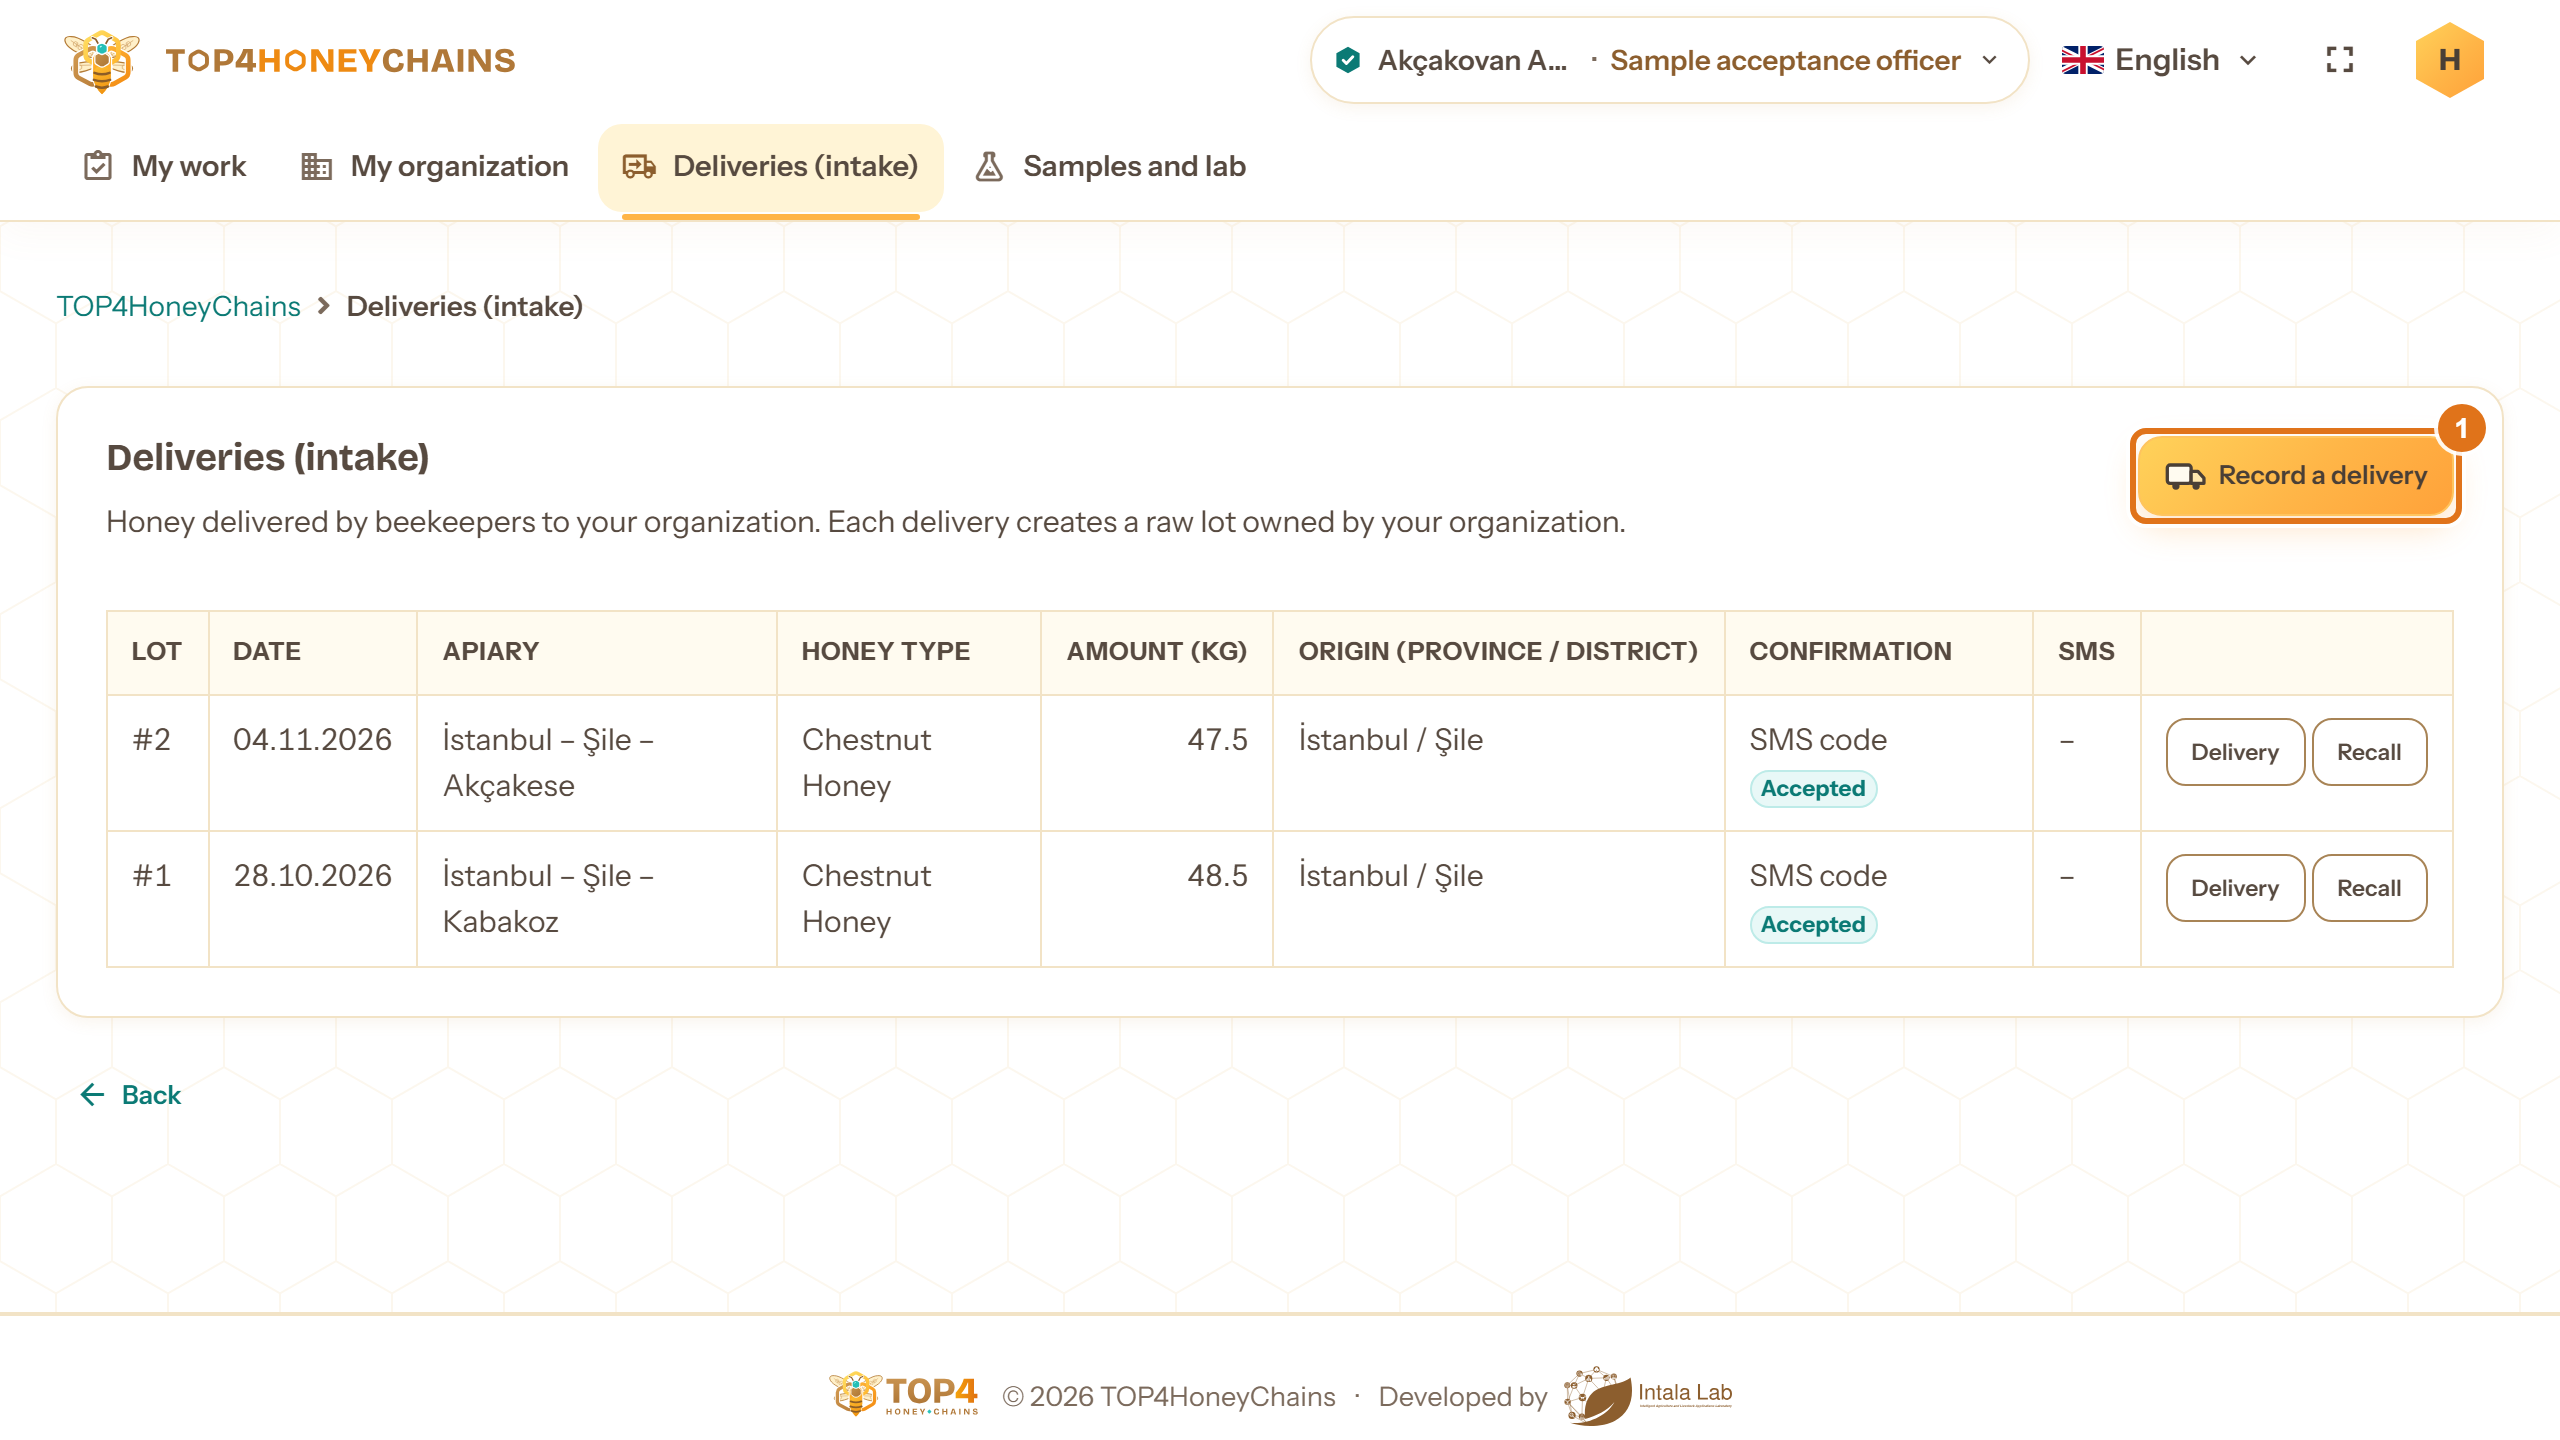 TOP4HONEYCHAINS
Akçakovan A... · Sample acceptance officer
English
H
My work
My organization
Deliveries (intake)
Samples and lab
TOP4HoneyChains > Deliveries (intake)
Deliveries (intake)
Honey delivered by beekeepers to your organization. Each delivery creates a raw lot owned by your organization.
1
Record a delivery
LOT DATE APIARY HONEY TYPE AMOUNT (KG) ORIGIN (PROVINCE / DISTRICT) CONFIRMATION SMS
#2 04.11.2026 İstanbul – Şile – Chestnut 47.5 İstanbul / Şile SMS code – Delivery Recall
Akçakese Honey Accepted
#1 28.10.2026 İstanbul – Şile – Chestnut 48.5 İstanbul / Şile SMS code – Delivery Recall
Kabakoz Honey Accepted
Back
TOP4
HONEY CHAINS
© 2026 TOP4HoneyChains · Developed by
Intala Lab